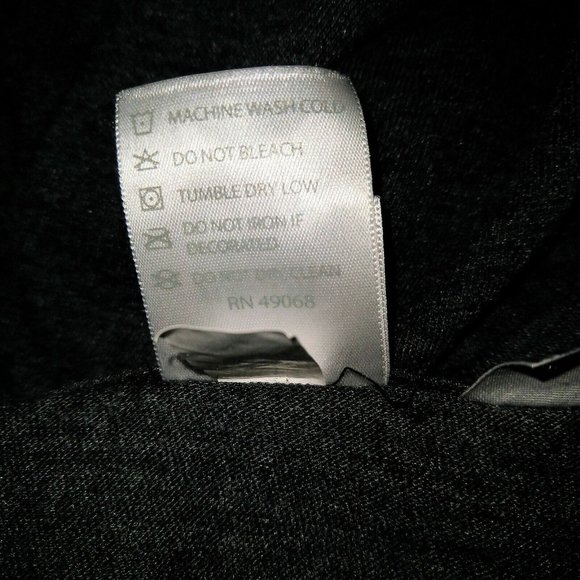 MACHINE WASH COLD
DO NOT BLEACH
TUMBLE DRY LOW
DO NOT IRON IF
DECORATED
DO NOT DRY CLEAN
RN 49068